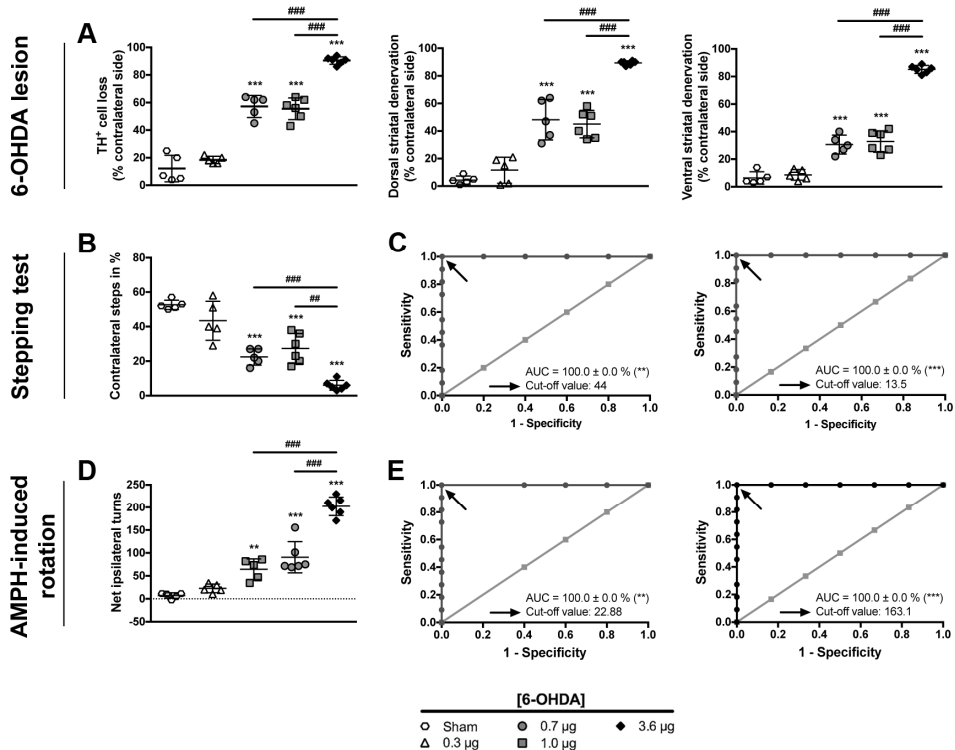 6-OHDA lesion
A
TH+ cell loss
(% contralateral side)
100
80
60
40
20
0
***
***
***
###
###
Dorsal striatal denervation
(% contralateral side)
100
80
60
40
20
0
***
***
***
###
###
Ventral striatal denervation
(% contralateral side)
100
80
60
40
20
0
***
***
***
###
###
Stepping test
B
Contralateral steps in %
80
60
40
20
0
***
***
***
###
##
C
Sensitivity
1.0
0.8
0.6
0.4
0.2
0.0
AUC = 100.0 ± 0.0 % (**)
Cut-off value: 44
0.0 0.2 0.4 0.6 0.8 1.0
1 - Specificity
Sensitivity
1.0
0.8
0.6
0.4
0.2
0.0
AUC = 100.0 ± 0.0 % (***)
Cut-off value: 13.5
0.0 0.2 0.4 0.6 0.8 1.0
1 - Specificity
AMPH-induced
rotation
D
Net ipsilateral turns
250
200
150
100
50
0
-50
**
***
***
###
###
E
Sensitivity
1.0
0.8
0.6
0.4
0.2
0.0
AUC = 100.0 ± 0.0 % (**)
Cut-off value: 22.88
0.0 0.2 0.4 0.6 0.8 1.0
1 - Specificity
Sensitivity
1.0
0.8
0.6
0.4
0.2
0.0
AUC = 100.0 ± 0.0 % (***)
Cut-off value: 163.1
0.0 0.2 0.4 0.6 0.8 1.0
1 - Specificity
[6-OHDA]
Sham 0.7 µg 3.6 µg
0.3 µg 1.0 µg